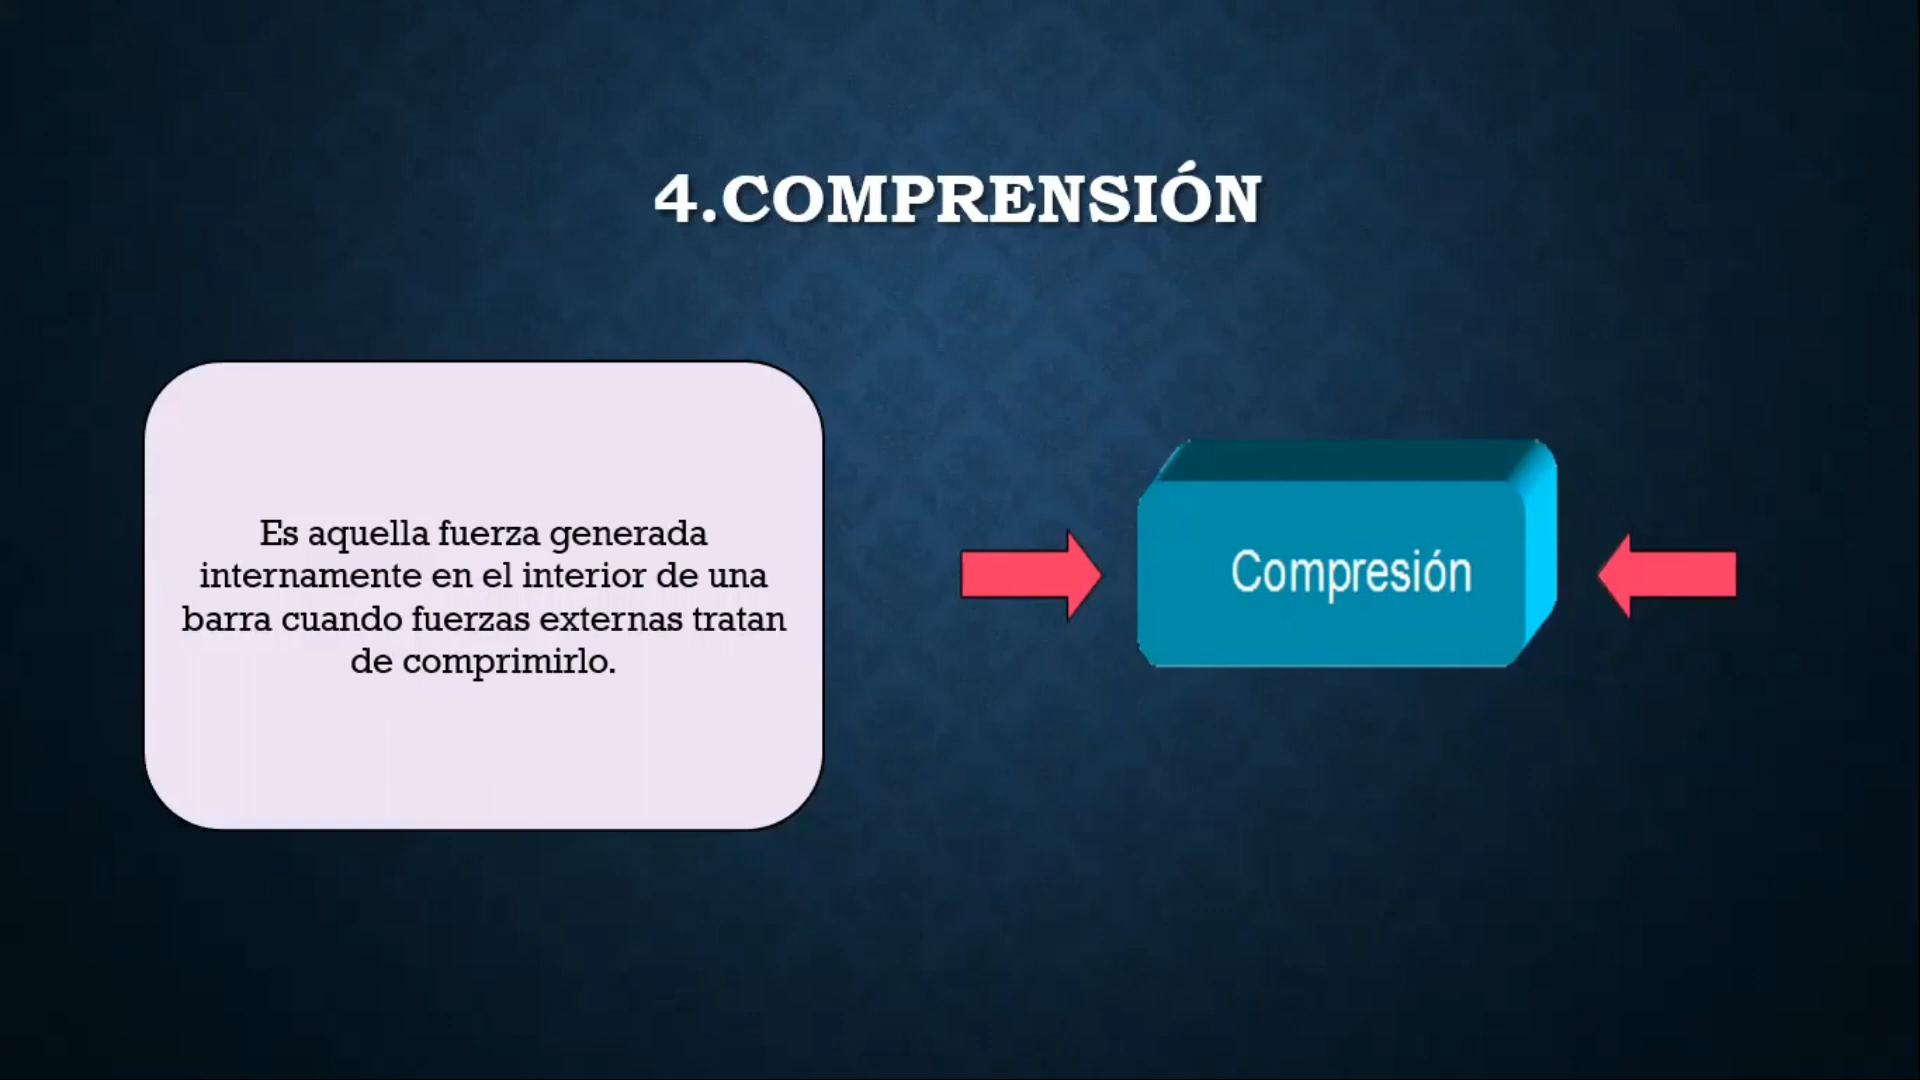 4.COMPRENSIÓN
Es aquella fuerza generada
internamente en el interior de una
barra cuando fuerzas externas tratan
de comprimirlo.
Compresión